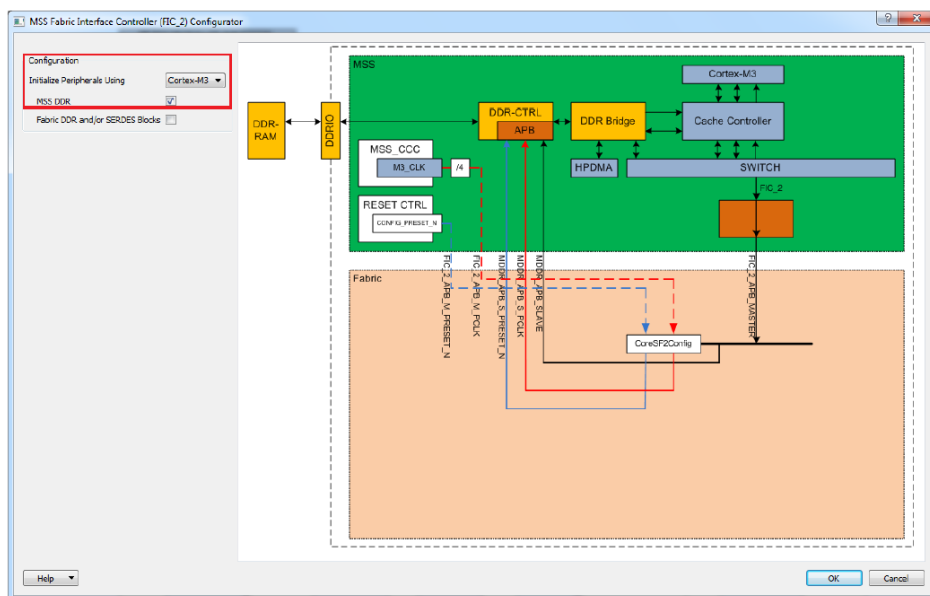 MSS Fabric Interface Controller (FIC_2) Configurator
Configuration
Initialize Peripherals Using
Cortex-M3
MSS DDR
Fabric DDR and/or SERDES Blocks
MSS
Cortex-M3
DDR-RAM
DDRIO
DDR-CTRL
APB
DDR Bridge
Cache Controller
MSS_CCC
M3_CLK
/4
HPDMA
SWITCH
FIC_2
RESET CTRL
CONFIG_PRESET_N
FIC_2_APB_M_PRESET_N
FIC_2_APB_M_PCLK
MDDR_APB_S_PRESET_N
MDDR_APB_S_PCLK
MDDR_APB_SLAVE
FIC_2_APB_MASTER
Fabric
CoreSF2Config
Help
OK
Cancel